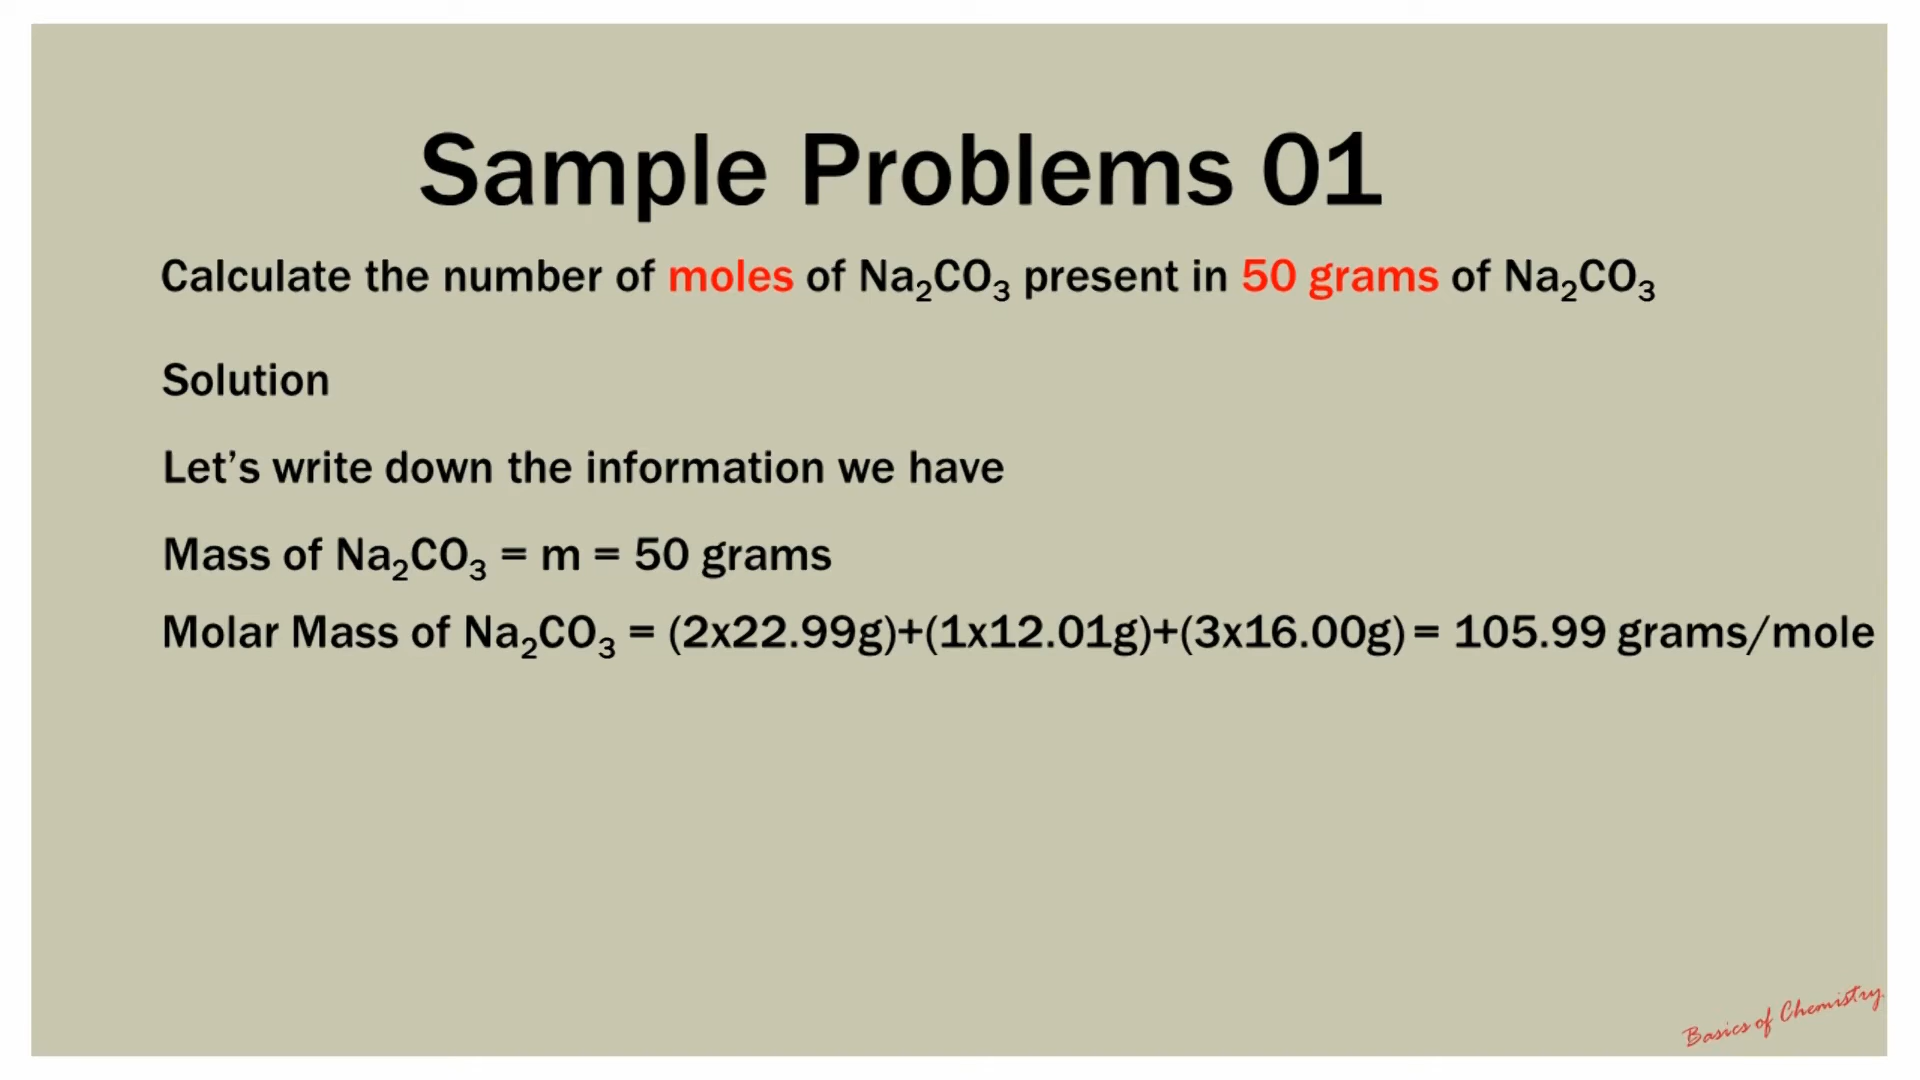 Sample Problems 01
Calculate the number of moles of Na₂CO₃ present in 50 grams of Na₂CO₃
Solution
Let’s write down the information we have
Mass of Na₂CO₃ = m = 50 grams
Molar Mass of Na₂CO₃ = (2x22.99g)+(1x12.01g)+(3x16.00g) = 105.99 grams/mole
Basics of Chemistry.